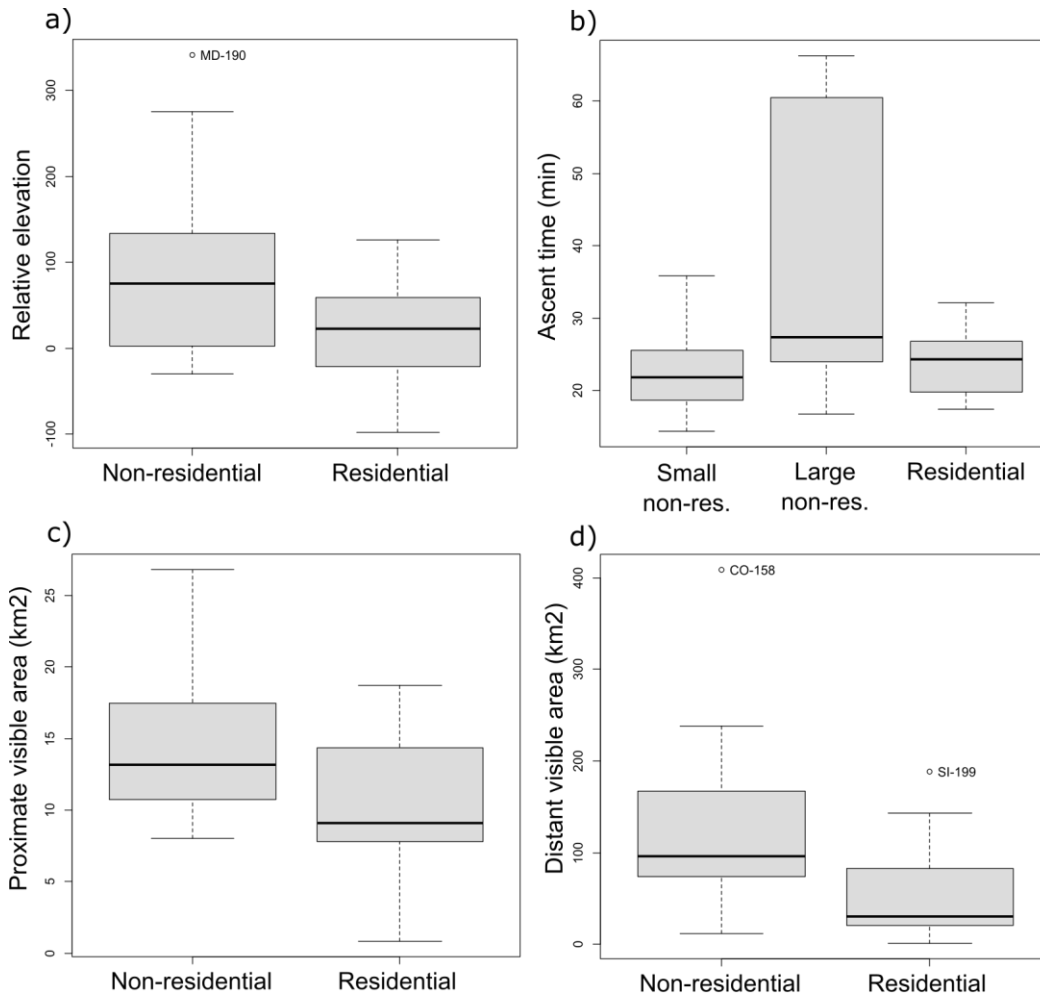 a)
MD-190
Relative elevation
300
200
100
0
-100
Non-residential Residential
b)
Ascent time (min)
60
50
40
30
20
Small Large Residential
non-res. non-res.
c)
Proximate visible area (km2)
25
20
15
10
5
0
Non-residential Residential
d)
CO-158
SI-199
Distant visible area (km2)
400
300
200
100
0
Non-residential Residential